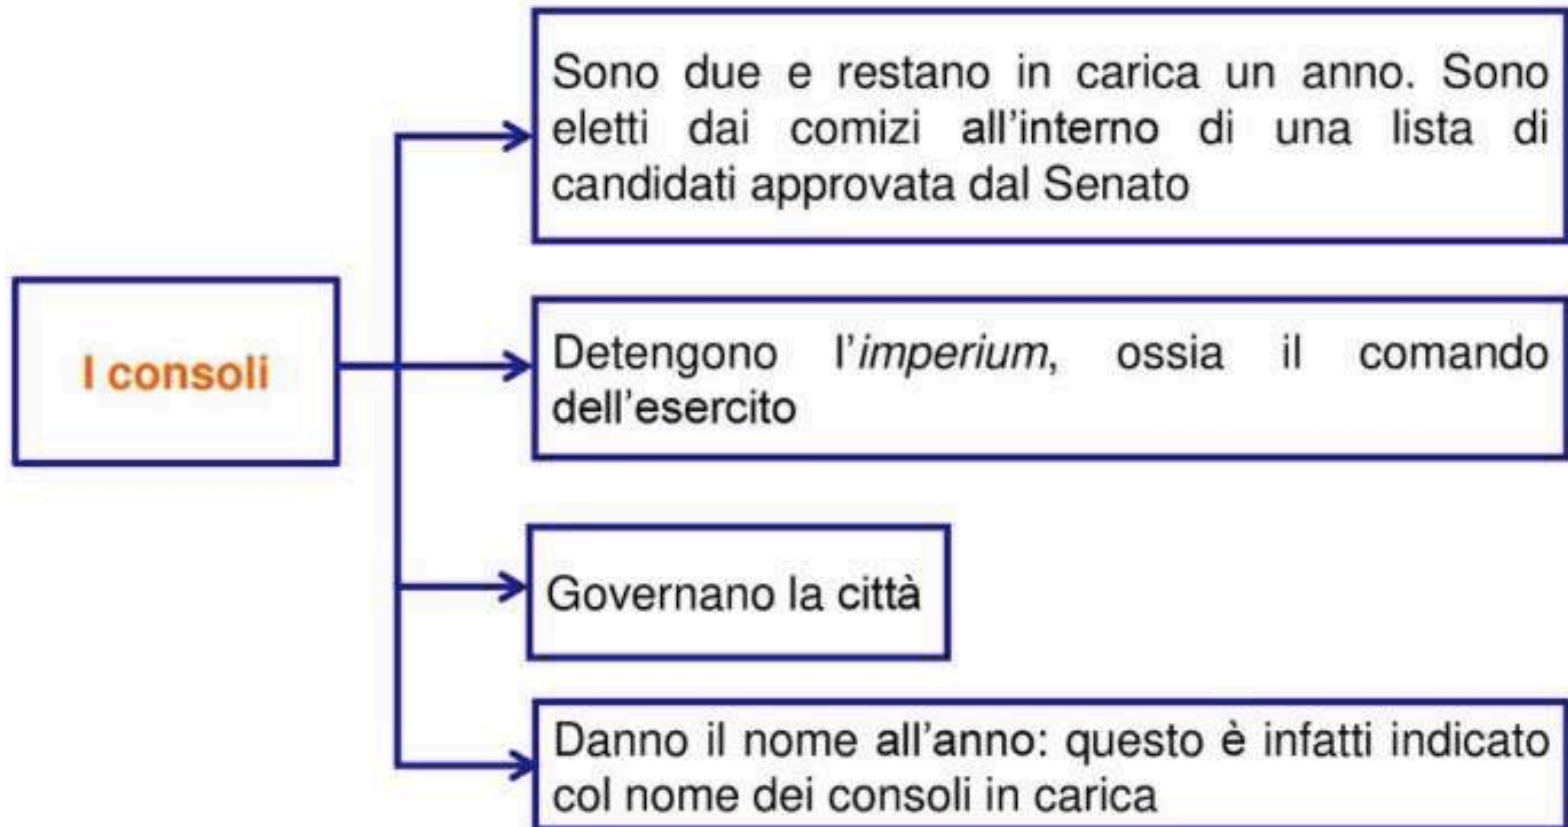 I consoli
Sono due e restano in carica un anno. Sono
eletti dai comizi all'interno di una lista di
candidati approvata dal Senato
Detengono l'imperium, ossia il comando
dell'esercito
Governano la città
Danno il nome all'anno: questo è infatti indicato
col nome dei consoli in carica